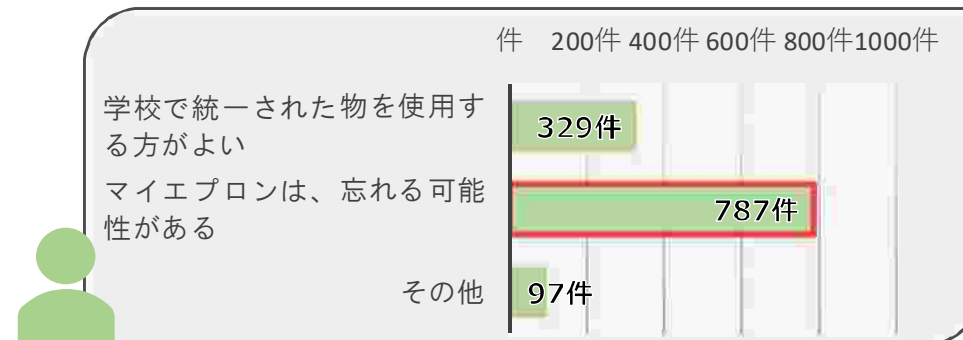 件 200件 400件 600件 800件1000件
学校で統一された物を使用す
る方がよい
329件
マイエプロンは、忘れる可能
性がある
787件
その他
97件